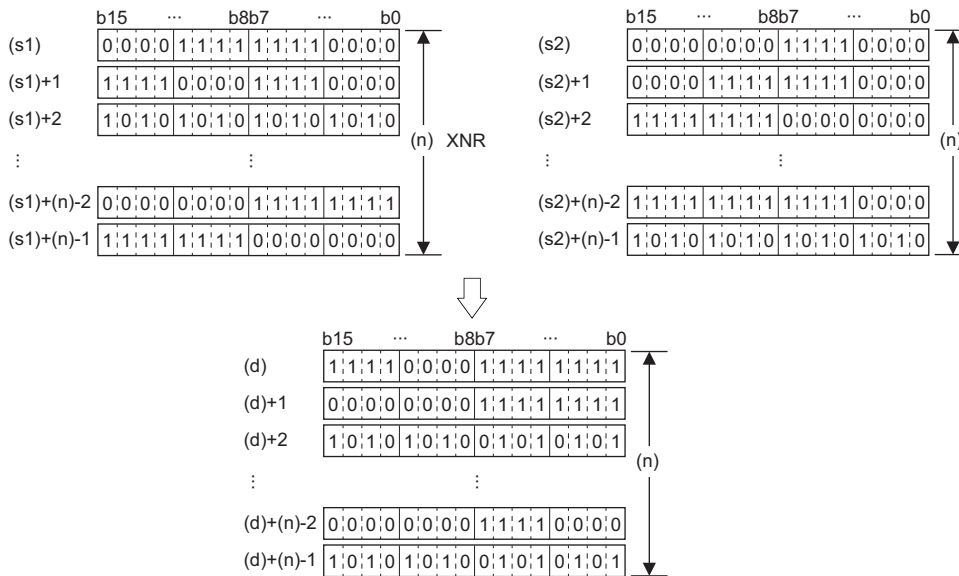 b15 ... b8b7 ... b0
(s1) 0 0 0 0 1 1 1 1 1 1 1 1 0 0 0 0
(s1)+1 1 1 1 1 0 0 0 0 1 1 1 1 0 0 0 0
(s1)+2 1 0 1 0 1 0 1 0 1 0 1 0 1 0 1 0
⋮ ⋮
(s1)+(n)-2 0 0 0 0 0 0 0 0 1 1 1 1 1 1 1 1
(s1)+(n)-1 1 1 1 1 1 1 1 1 0 0 0 0 0 0 0 0
(n)
XNR
b15 ... b8b7 ... b0
(s2) 0 0 0 0 0 0 0 0 1 1 1 1 0 0 0 0
(s2)+1 0 0 0 0 1 1 1 1 1 1 1 1 0 0 0 0
(s2)+2 1 1 1 1 1 1 1 1 0 0 0 0 0 0 0 0
⋮ ⋮
(s2)+(n)-2 1 1 1 1 1 1 1 1 1 1 1 1 0 0 0 0
(s2)+(n)-1 1 0 1 0 1 0 1 0 1 0 1 0 1 0 1 0
(n)
b15 ... b8b7 ... b0
(d) 1 1 1 1 0 0 0 0 1 1 1 1 1 1 1 1
(d)+1 0 0 0 0 0 0 0 0 1 1 1 1 1 1 1 1
(d)+2 1 0 1 0 1 0 1 0 0 1 0 1 0 1 0 1
⋮ ⋮
(d)+(n)-2 0 0 0 0 0 0 0 0 1 1 1 1 0 0 0 0
(d)+(n)-1 1 0 1 0 1 0 1 0 0 1 0 1 0 1 0 1
(n)